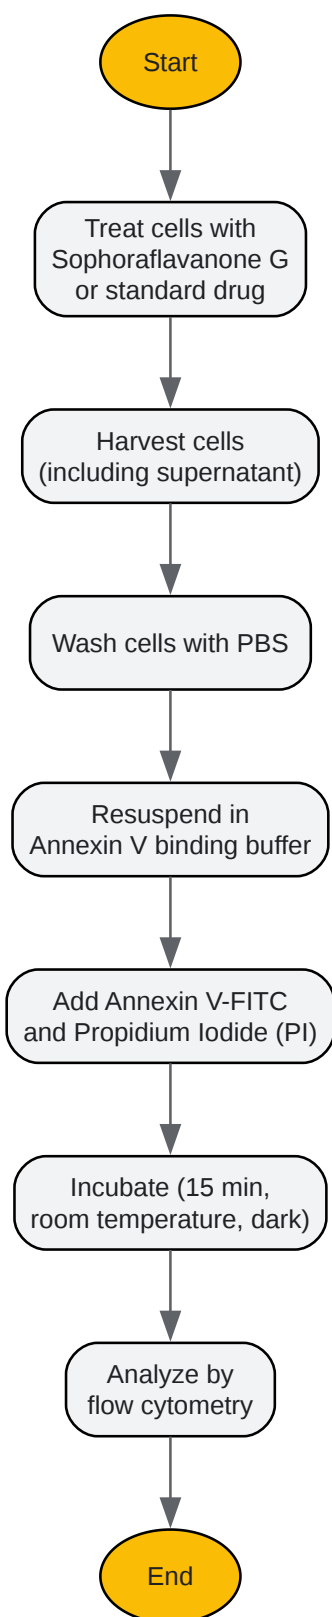 Start
Treat cells with
Sophoraflavanone G
or standard drug
Harvest cells
(including supernatant)
Wash cells with PBS
Resuspend in
Annexin V binding buffer
Add Annexin V-FITC
and Propidium Iodide (PI)
Incubate (15 min,
room temperature, dark)
Analyze by
flow cytometry
End